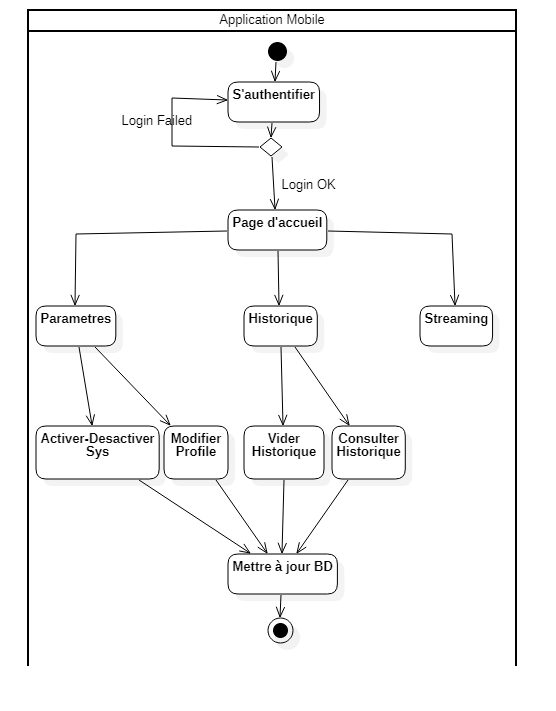 Application Mobile
S'authentifier
Login Failed
Login OK
Page d'accueil
Parametres
Historique
Streaming
Activer-Desactiver
Sys
Modifier
Profile
Vider
Historique
Consulter
Historique
Mettre à jour BD